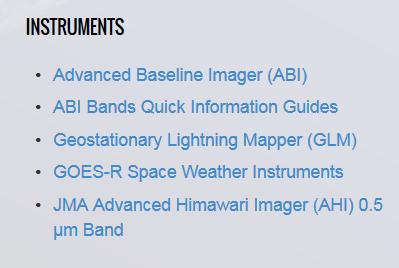 INSTRUMENTS
• Advanced Baseline Imager (ABI)
• ABI Bands Quick Information Guides
• Geostationary Lightning Mapper (GLM)
• GOES-R Space Weather Instruments
• JMA Advanced Himawari Imager (AHI) 0.5
µm Band